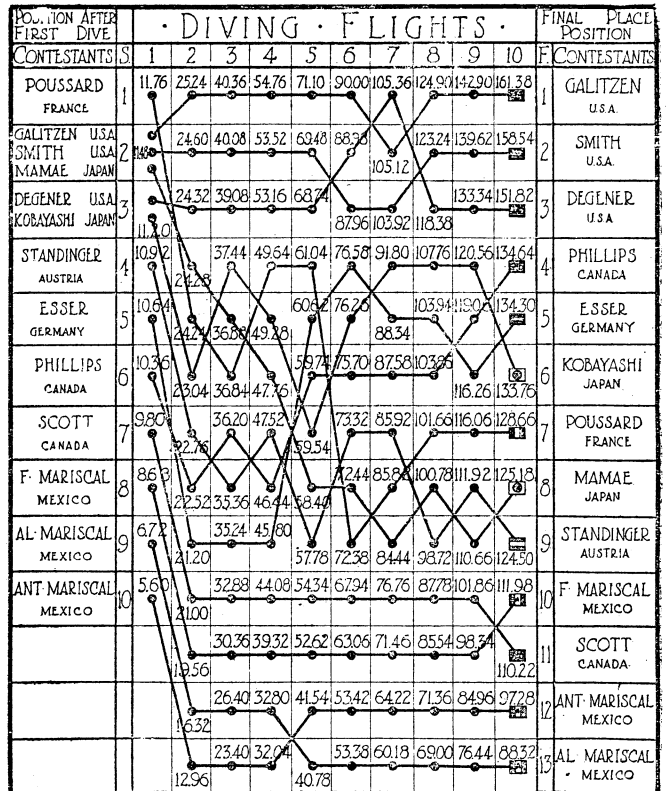 POSITION AFTER FIRST DIVE
· DIVING · FLIGHTS ·
FINAL PLACE POSITION
CONTESTANTS S. 1 2 3 4 5 6 7 8 9 10 F. CONTESTANTS
POUSSARD FRANCE 1 11.76 25.24 40.36 54.76 71.10 90.00 105.36 124.90 142.90 161.38 1 GALITZEN U.S.A.
GALITZEN U.S.A.
SMITH U.S.A. 2 24.60 40.08 53.52 69.48 88.98 105.12 123.24 139.62 158.54 2 SMITH U.S.A.
MAMAE JAPAN
DEGENER U.S.A. 3 24.32 39.08 53.16 68.74 87.96 103.92 118.38 133.34 151.82 3 DEGENER U.S.A.
KOBAYASHI JAPAN
STANDINGER AUSTRIA 4 10.92 24.28 37.44 49.64 61.04 76.58 91.80 107.76 120.56 134.64 4 PHILLIPS CANADA
ESSER GERMANY 5 10.64 24.24 36.88 49.28 60.62 76.28 88.34 103.94 134.30 5 ESSER GERMANY
PHILLIPS CANADA 6 10.36 23.04 36.84 47.76 59.74 75.70 87.58 116.26 133.76 6 KOBAYASHI JAPAN
SCOTT CANADA 7 9.80 22.76 36.20 47.52 59.54 73.32 85.92 101.66 116.06 128.66 7 POUSSARD FRANCE
F· MARISCAL MEXICO 8 22.52 35.36 46.44 58.40 72.44 85.84 100.78 111.92 125.18 8 MAMAE JAPAN
AL·MARISCAL MEXICO 9 6.72 21.20 35.24 45.80 57.78 72.38 84.44 98.72 110.66 124.50 9 STANDINGER AUSTRIA
ANT·MARISCAL MEXICO 10 5.60 21.00 32.88 44.08 54.34 67.94 76.76 87.78 101.86 111.98 10 F· MARISCAL MEXICO
19.56 30.36 39.32 52.62 63.06 71.46 85.54 98.34 110.22 11 SCOTT CANADA
16.32 26.40 32.80 41.54 53.42 64.22 71.36 84.96 97.28 12 ANT· MARISCAL MEXICO
12.96 23.40 32.04 40.78 53.38 60.18 69.00 76.44 88.32 13 AL MARISCAL · MEXICO